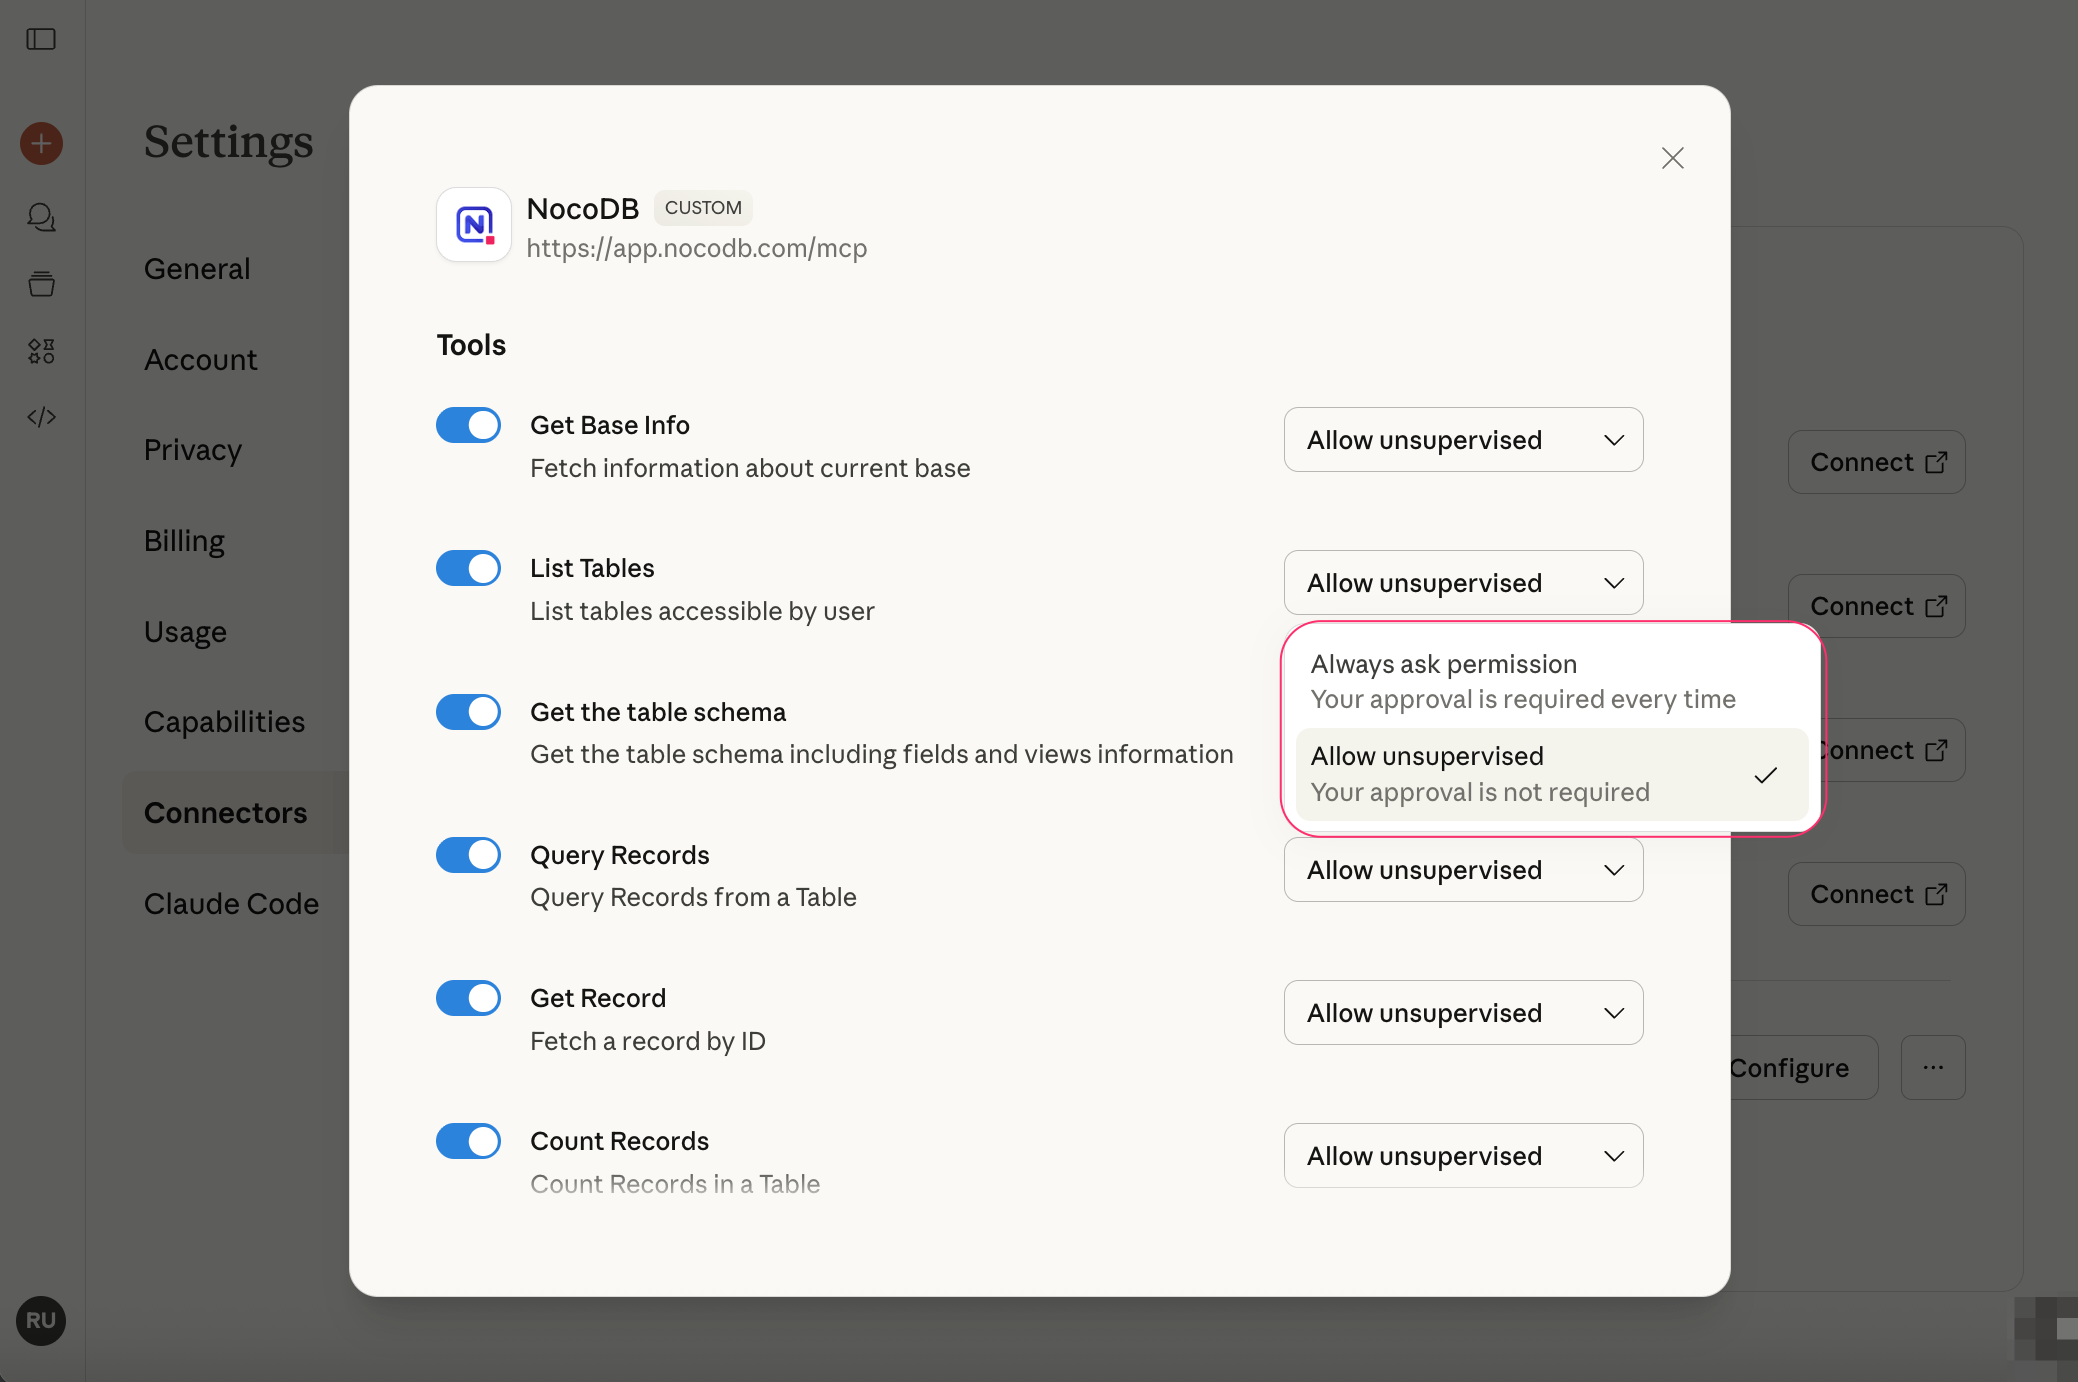 Settings
General
Account
Privacy
Billing
Usage
Capabilities
Connectors
Claude Code
RU
N
NocoDB CUSTOM
https://app.nocodb.com/mcp
Tools
Get Base Info
Fetch information about current base
Allow unsupervised
List Tables
List tables accessible by user
Allow unsupervised
Always ask permission
Your approval is required every time
Allow unsupervised
Your approval is not required
Get the table schema
Get the table schema including fields and views information
Query Records
Query Records from a Table
Allow unsupervised
Get Record
Fetch a record by ID
Allow unsupervised
Count Records
Count Records in a Table
Allow unsupervised
Connect
Connect
onnect
Connect
Configure
...